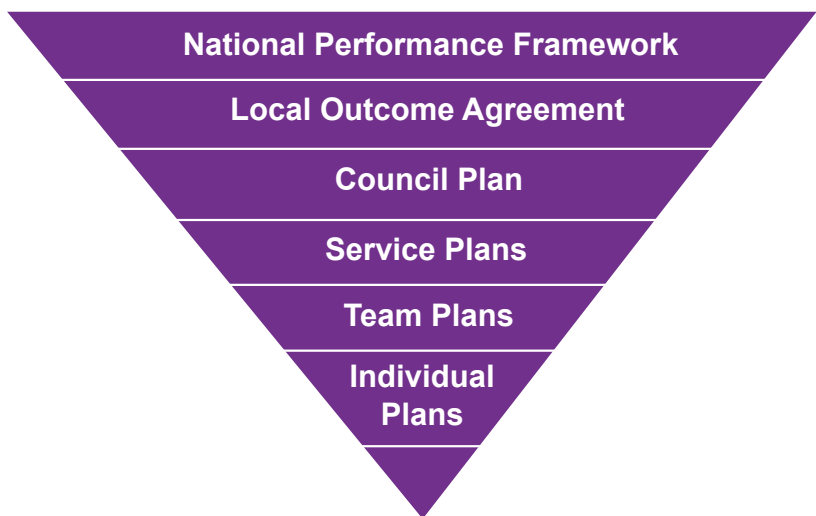 National Performance Framework
Local Outcome Agreement
Council Plan
Service Plans
Team Plans
Individual
Plans